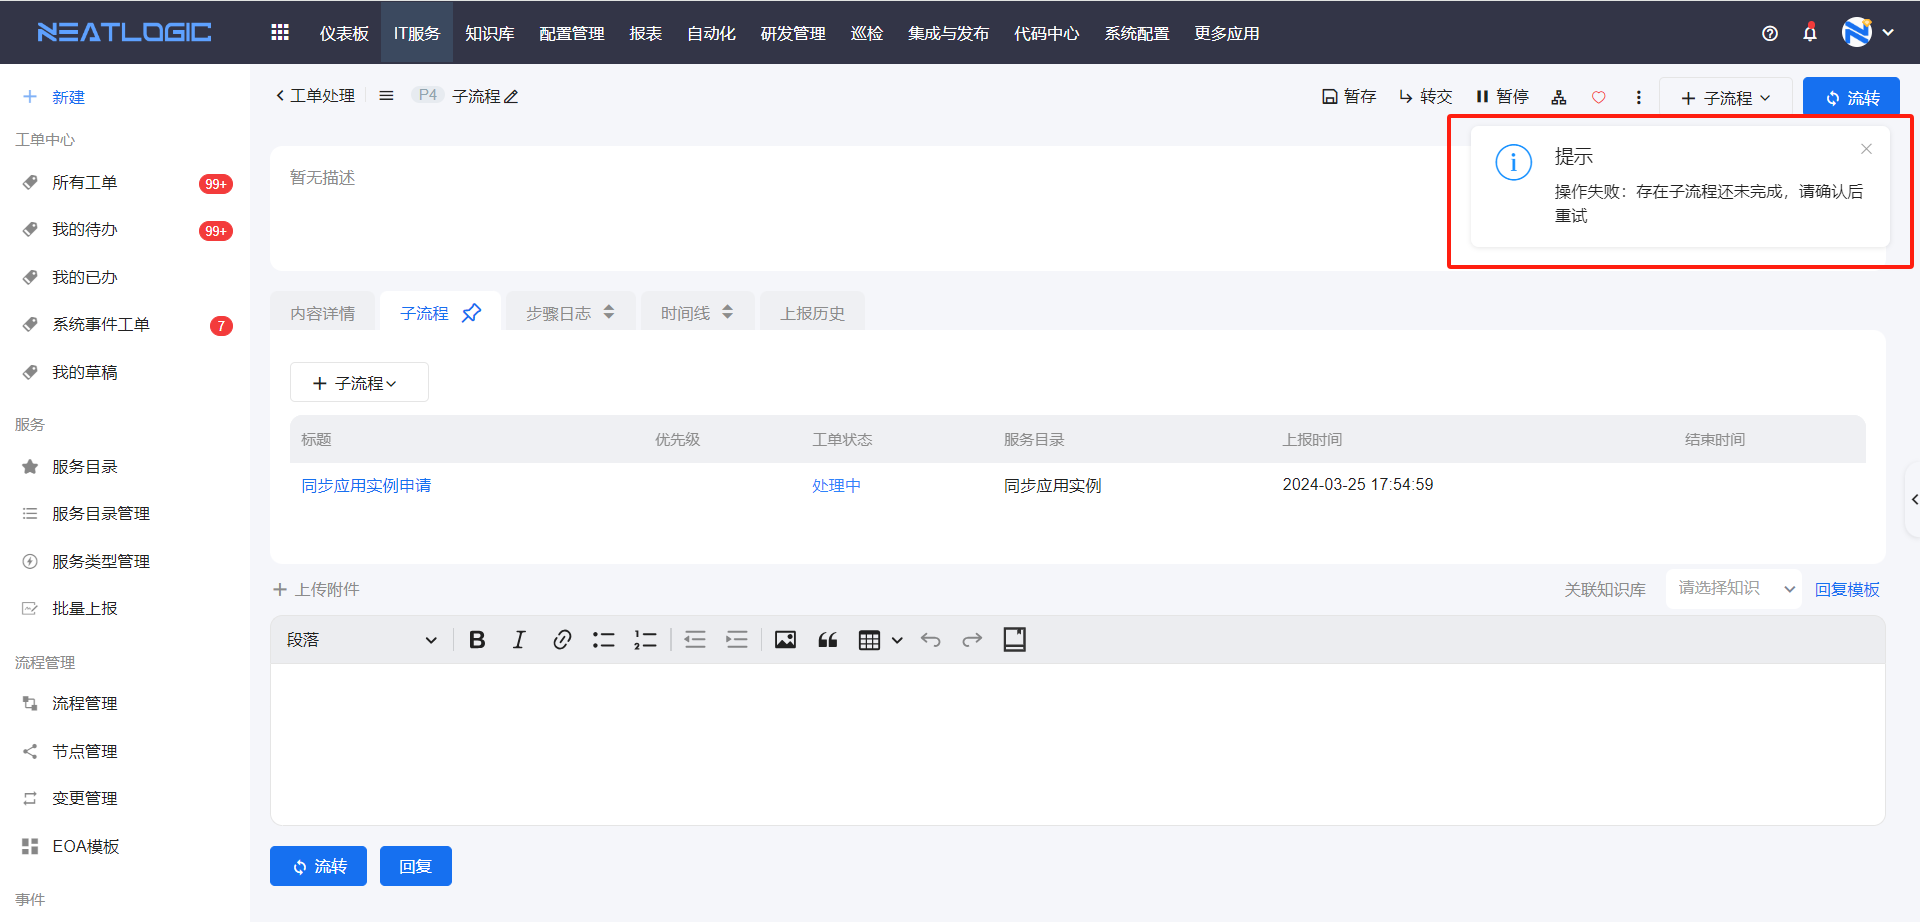 NEATLOGIC
仪表板 IT服务 知识库 配置管理 报表 自动化 研发管理 巡检 集成与发布 代码中心 系统配置 更多应用
新建
工单中心
所有工单 99+
我的待办 99+
我的已办
系统事件工单 7
我的草稿
服务
服务目录
服务目录管理
服务类型管理
批量上报
流程管理
流程管理
节点管理
变更管理
EOA模板
事件
工单处理 P4 子流程 暂存 转交 暂停 子流程 流转
提示
操作失败：存在子流程还未完成，请确认后
重试
暂无描述
内容详情 子流程 步骤日志 时间线 上报历史
子流程
标题 优先级 工单状态 服务目录 上报时间 结束时间
同步应用实例申请 处理中 同步应用实例 2024-03-25 17:54:59
上传附件 关联知识库 请选择知识 回复模板
段落
流转 回复